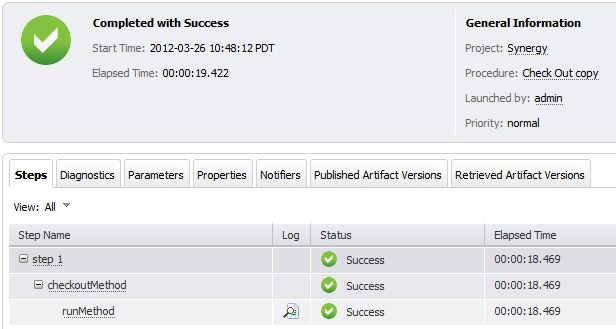 Completed with Success
Start Time: 2012-03-26 10:48:12 PDT
Elapsed Time: 00:00:19.422
General Information
Project: Synergy
Procedure: Check Out copy
Launched by: admin
Priority: normal
Steps Diagnostics Parameters Properties Notifiers Published Artifact Versions Retrieved Artifact Versions
View: All
Step Name Log Status Elapsed Time
step 1 Success 00:00:18.469
checkoutMethod Success 00:00:18.469
runMethod Success 00:00:18.469